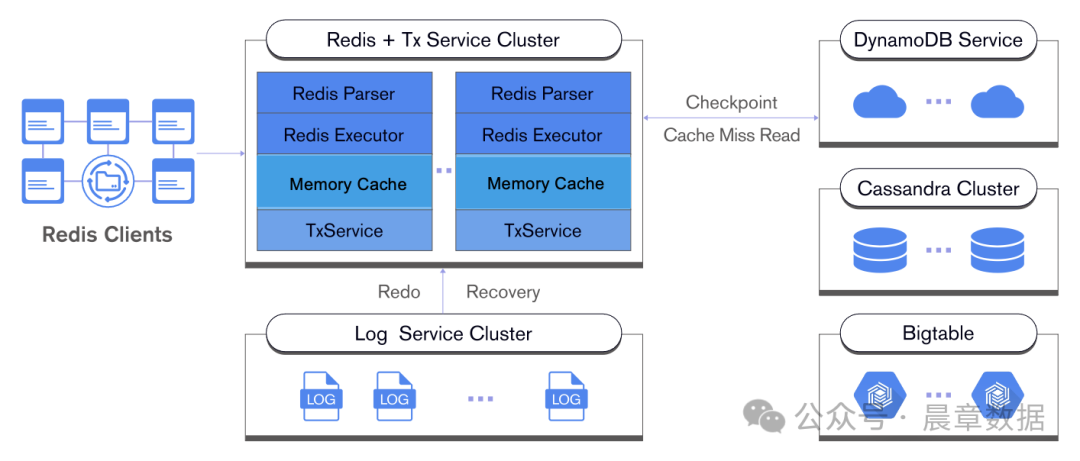 Redis Clients
Redis + Tx Service Cluster
Redis Parser
Redis Executor
Memory Cache
TxService
Redis Parser
Redis Executor
Memory Cache
TxService
Checkpoint
Cache Miss Read
Redo
Recovery
Log Service Cluster
LOG
LOG
LOG
DynamoDB Service
Cassandra Cluster
Bigtable
公众号 · 晨章数据